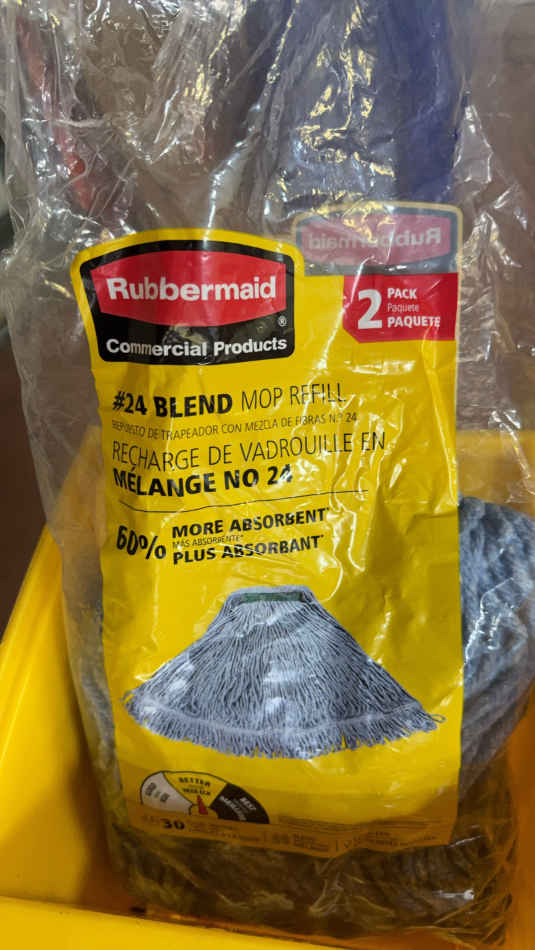 Rubbermaid
Rubbermaid
®
Commercial Products
2 PACK
Paquete
PAQUETE
#24 BLEND MOP REFILL
REPUESTO DE TRAPEADOR CON MEZCLA DE FIBRAS N.º 24
RECHARGE DE VADROUILLE EN
MÉLANGE NO 24
60% MORE ABSORBENT*
MÁS ABSORBENTE*
PLUS ABSORBANT*
BETTER
BEST
30